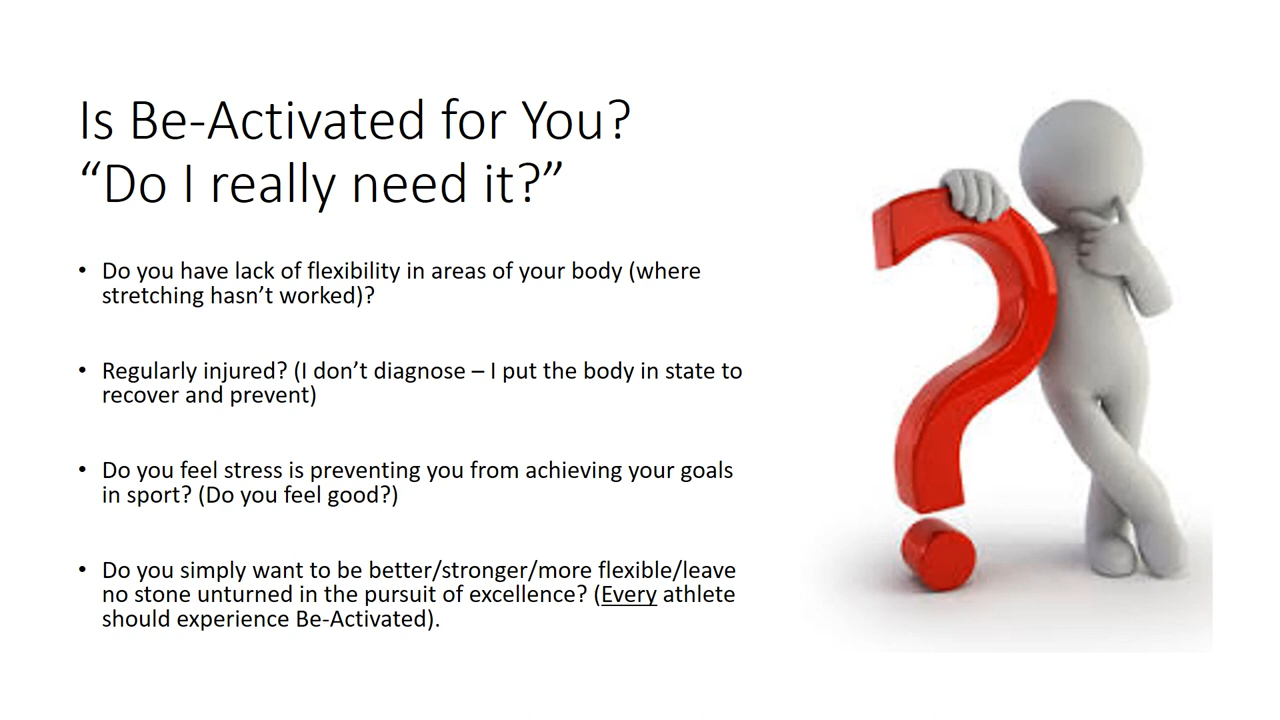 Is Be-Activated for You?
“Do I really need it?”
• Do you have lack of flexibility in areas of your body (where
stretching hasn’t worked)?
• Regularly injured? (I don’t diagnose – I put the body in state to
recover and prevent)
• Do you feel stress is preventing you from achieving your goals
in sport? (Do you feel good?)
• Do you simply want to be better/stronger/more flexible/leave
no stone unturned in the pursuit of excellence? (Every athlete
should experience Be-Activated).